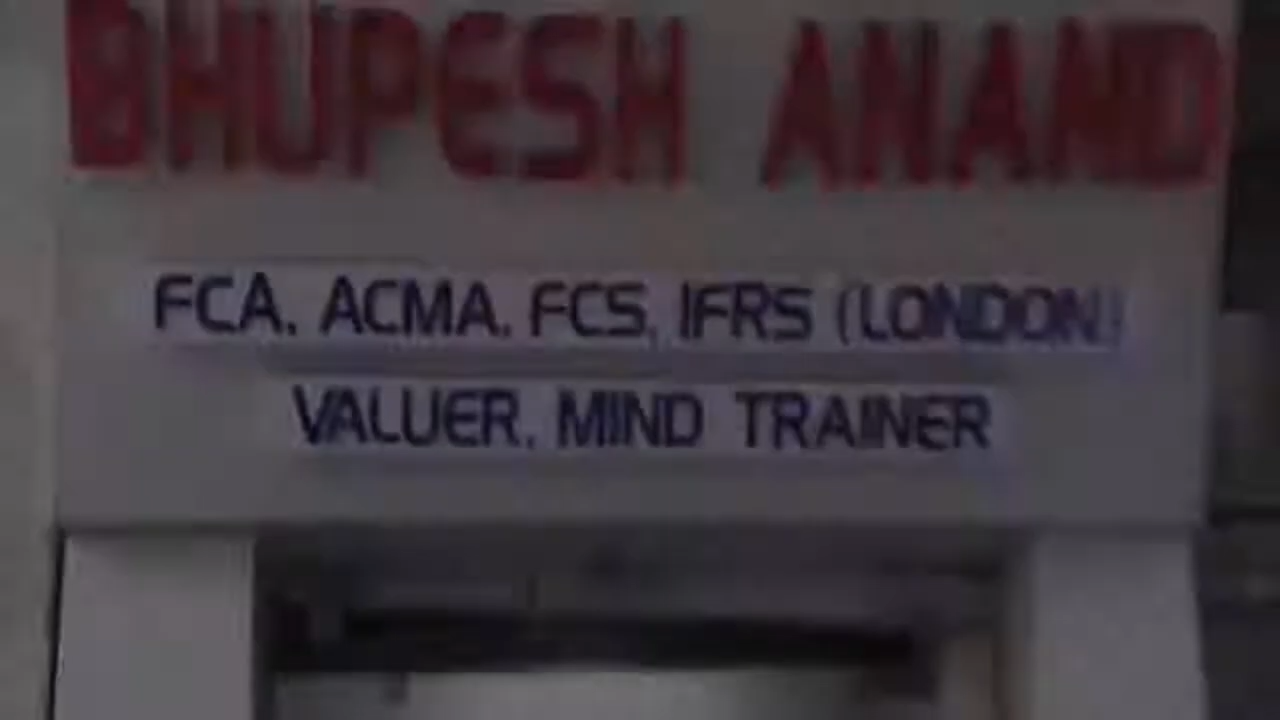 BHUPESH ANAND
FCA, ACMA, FCS, IFRS (LONDON)
VALUER, MIND TRAINER